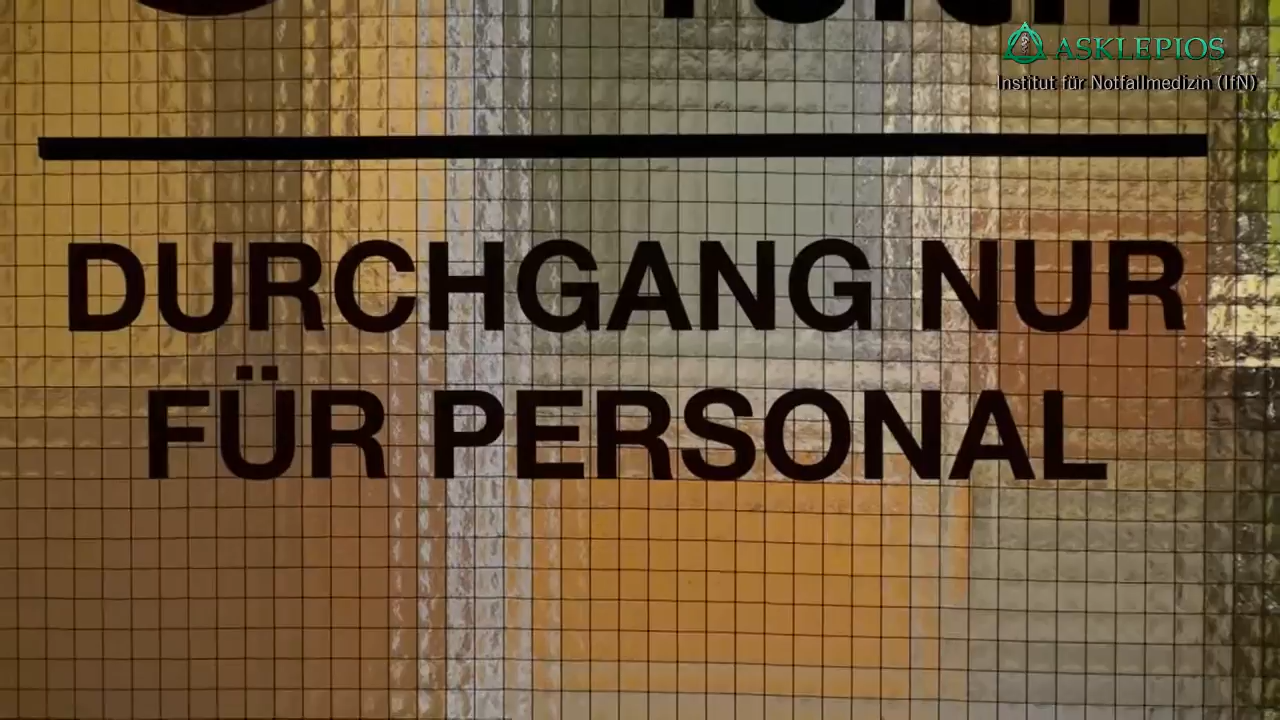 ASKLEPIOS
Institut für Notfallmedizin (IfN)
DURCHGANG NUR
FÜR PERSONAL